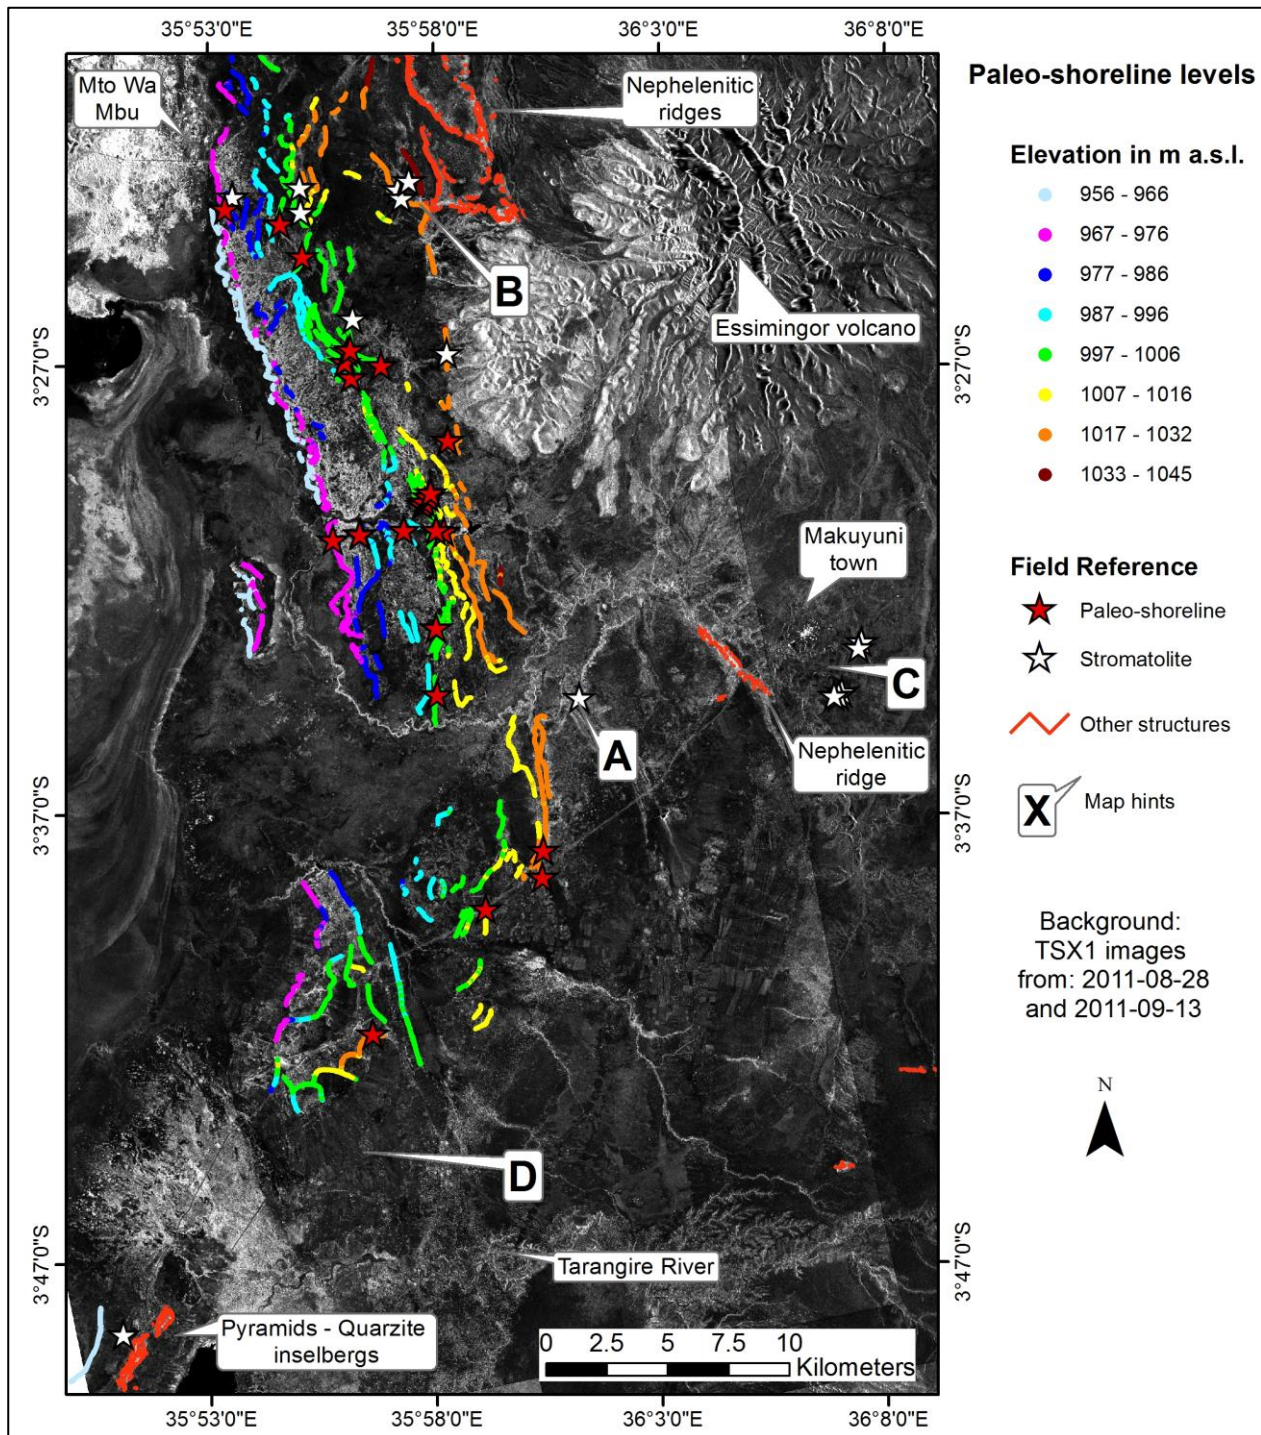 35°53'0"E 35°58'0"E 36°3'0"E 36°8'0"E
Mto Wa
Mbu
Nephelenitic
ridges
B
Essimingor volcano
3°27'0"S
3°27'0"S
Makuyuni
town
C
A
Nephelenitic
ridge
3°37'0"S
3°37'0"S
D
Tarangire River
3°47'0"S
3°47'0"S
Pyramids - Quarzite
inselbergs
0 2.5 5 7.5 10
Kilometers
35°53'0"E 35°58'0"E 36°3'0"E 36°8'0"E
Paleo-shoreline levels
Elevation in m a.s.l.
956 - 966
967 - 976
977 - 986
987 - 996
997 - 1006
1007 - 1016
1017 - 1032
1033 - 1045
Field Reference
Paleo-shoreline
Stromatolite
Other structures
X Map hints
Background:
TSX1 images
from: 2011-08-28
and 2011-09-13
N